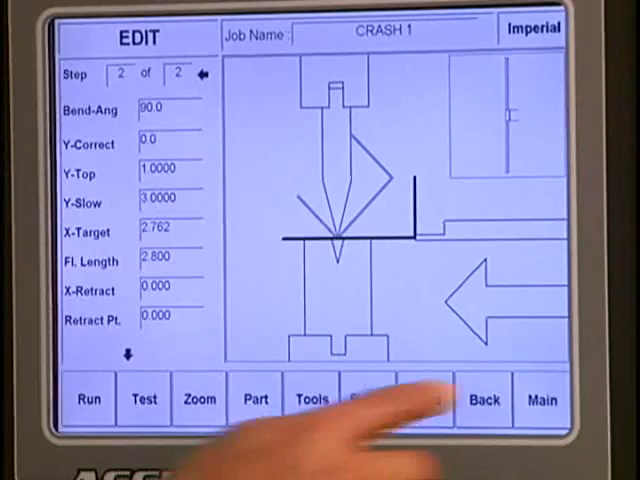 EDIT
Job Name:
CRASH 1
Imperial
Step 2 of 2
Bend-Ang 90.0
Y-Correct 0.0
Y-Top 1.0000
Y-Slow 3.0000
X-Target 2.762
Fl. Length 2.800
X-Retract 0.000
Retract Pt. 0.000
Run Test Zoom Part Tools Back Main